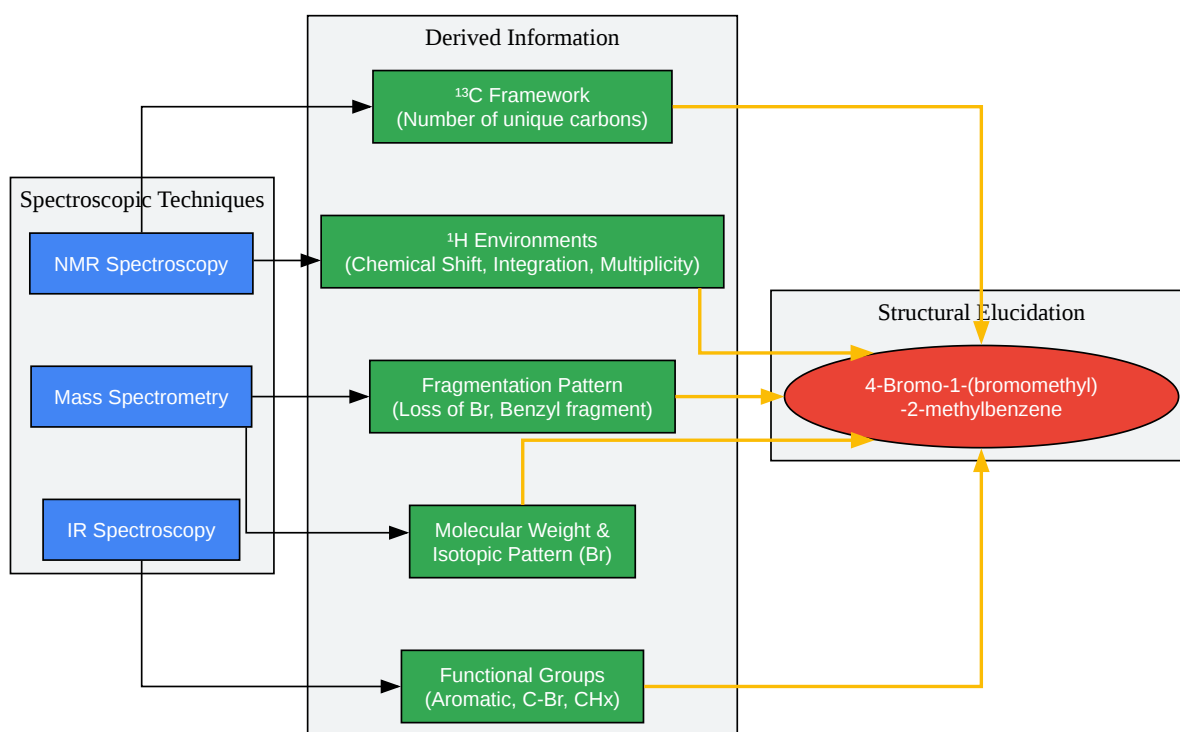 Derived Information
¹³C Framework
(Number of unique carbons)
Spectroscopic Techniques
NMR Spectroscopy
¹H Environments
(Chemical Shift, Integration, Multiplicity)
Structural Elucidation
Mass Spectrometry
Fragmentation Pattern
(Loss of Br, Benzyl fragment)
4-Bromo-1-(bromomethyl)
-2-methylbenzene
IR Spectroscopy
Molecular Weight &
Isotopic Pattern (Br)
Functional Groups
(Aromatic, C-Br, CHx)